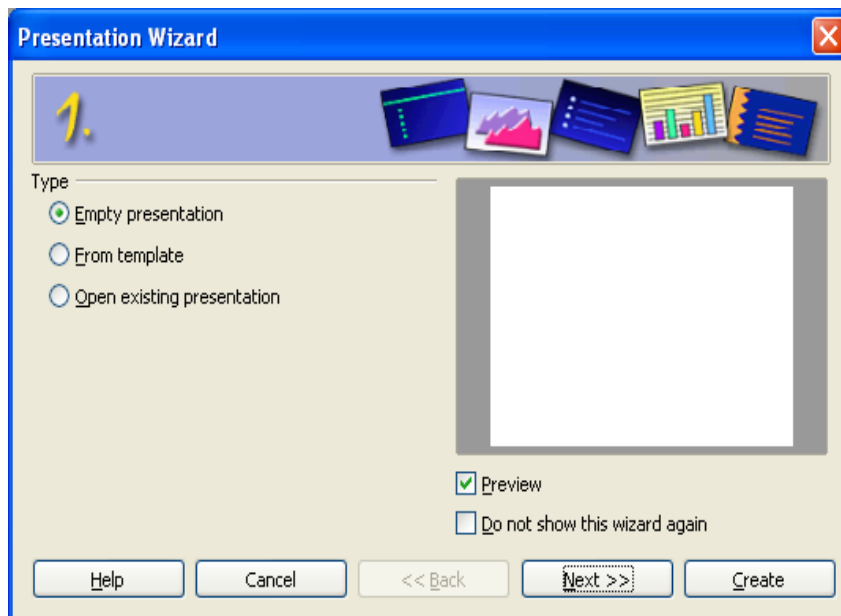 Presentation Wizard
1.
Type
Empty presentation
From template
Open existing presentation
Preview
Do not show this wizard again
Help
Cancel
<< Back
Next >>
Create